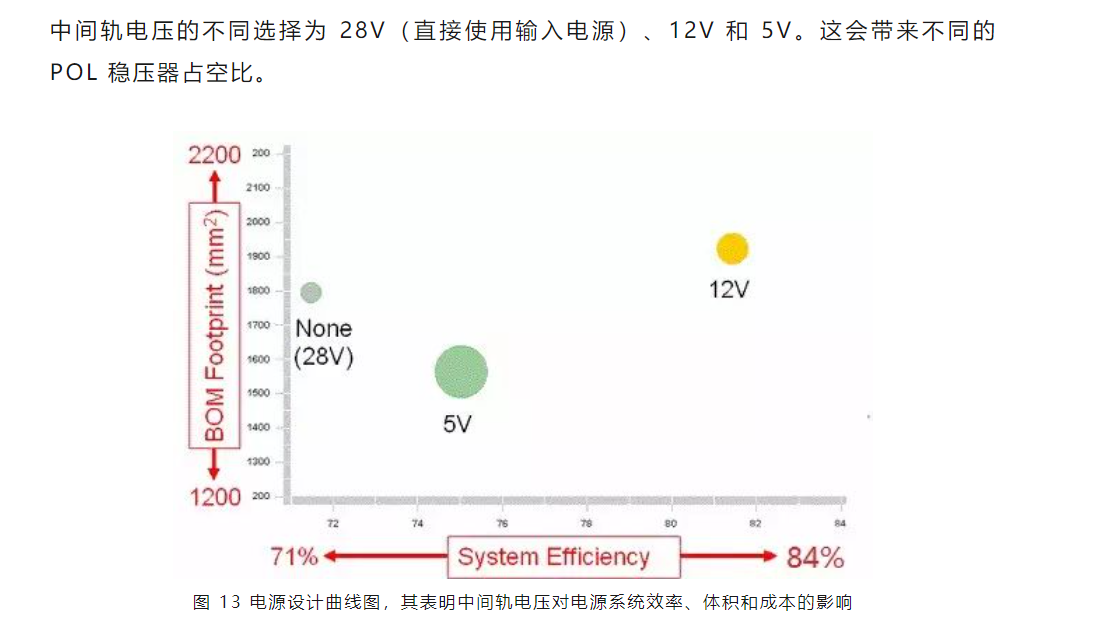 中间轨电压的不同选择为 28V（直接使用输入电源）、12V 和 5V。这会带来不同的
POL 稳压器占空比。
2200
200
2100
2000
1900
1800
1700
1600
1500
1400
1300
1200
200
BOM Footprint (mm²)
None
(28V)
5V
12V
72
74
76
78
80
82
84
71%
System Efficiency
84%
图 13 电源设计曲线图，其表明中间轨电压对电源系统效率、体积和成本的影响